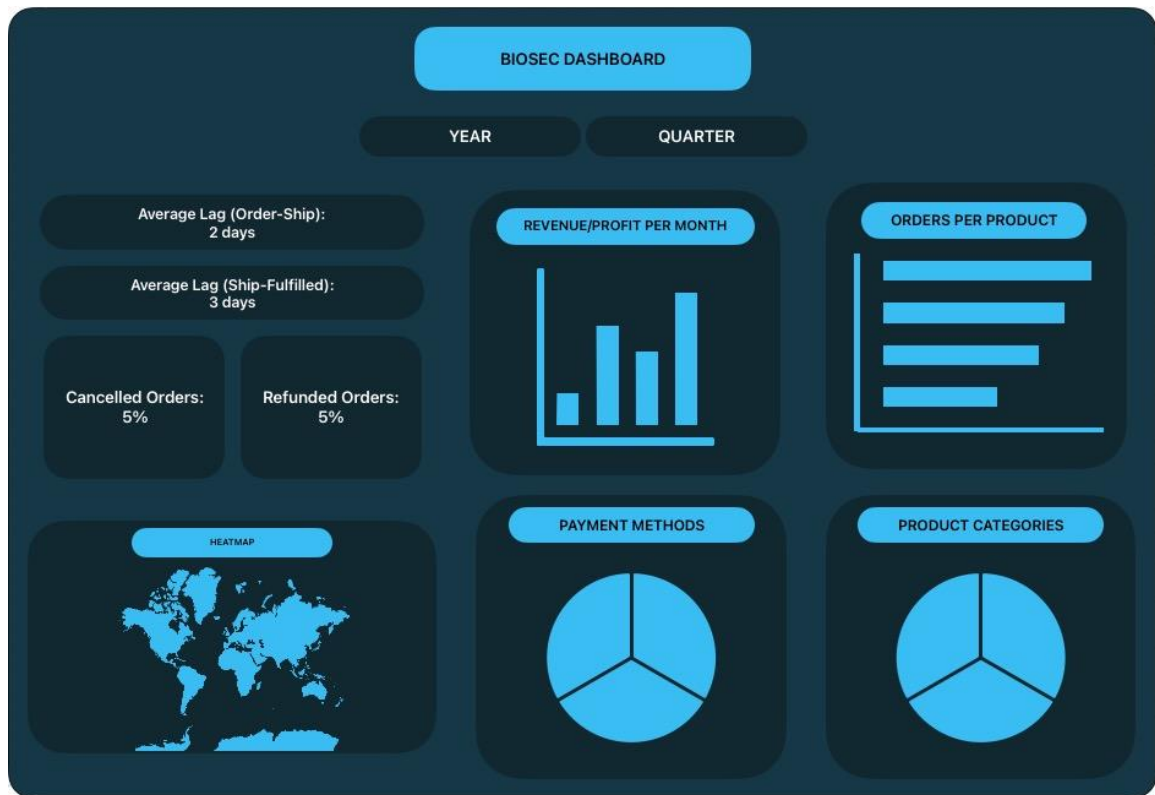 BIOSEC DASHBOARD
YEAR
QUARTER
Average Lag (Order-Ship):
2 days
Average Lag (Ship-Fulfilled):
3 days
Cancelled Orders:
5%
Refunded Orders:
5%
REVENUE/PROFIT PER MONTH
ORDERS PER PRODUCT
HEATMAP
PAYMENT METHODS
PRODUCT CATEGORIES